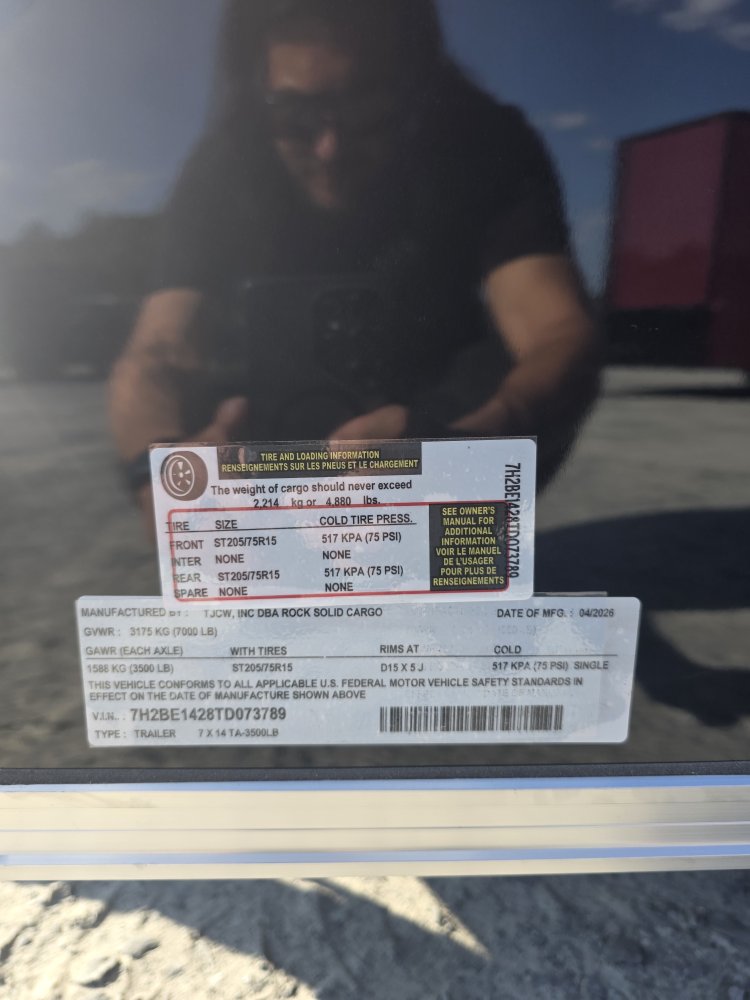 TIRE AND LOADING INFORMATION
RENSEIGNEMENTS SUR LES PNEUS ET LE CHARGEMENT
The weight of cargo should never exceed
2,214 kg or 4,880 lbs.
TIRE SIZE COLD TIRE PRESS.
FRONT ST205/75R15 517 KPA (75 PSI)
INTER NONE NONE
REAR ST205/75R15 517 KPA (75 PSI)
SPARE NONE NONE
SEE OWNER'S
MANUAL FOR
ADDITIONAL
INFORMATION
VOIR LE MANUEL
DE L'USAGER
POUR PLUS DE
RENSEIGNEMENTS
7H2BE1428TD073789
MANUFACTURED BY: TJCW, INC DBA ROCK SOLID CARGO DATE OF MFG.: 04/2026
GVWR: 3175 KG (7000 LB)
GAWR (EACH AXLE) WITH TIRES RIMS AT COLD
1588 KG (3500 LB) ST205/75R15 D15 X 5 J 517 KPA (75 PSI) SINGLE
THIS VEHICLE CONFORMS TO ALL APPLICABLE U.S. FEDERAL MOTOR VEHICLE SAFETY STANDARDS IN
EFFECT ON THE DATE OF MANUFACTURE SHOWN ABOVE
V.I.N..: 7H2BE1428TD073789
TYPE: TRAILER 7 X 14 TA-3500LB